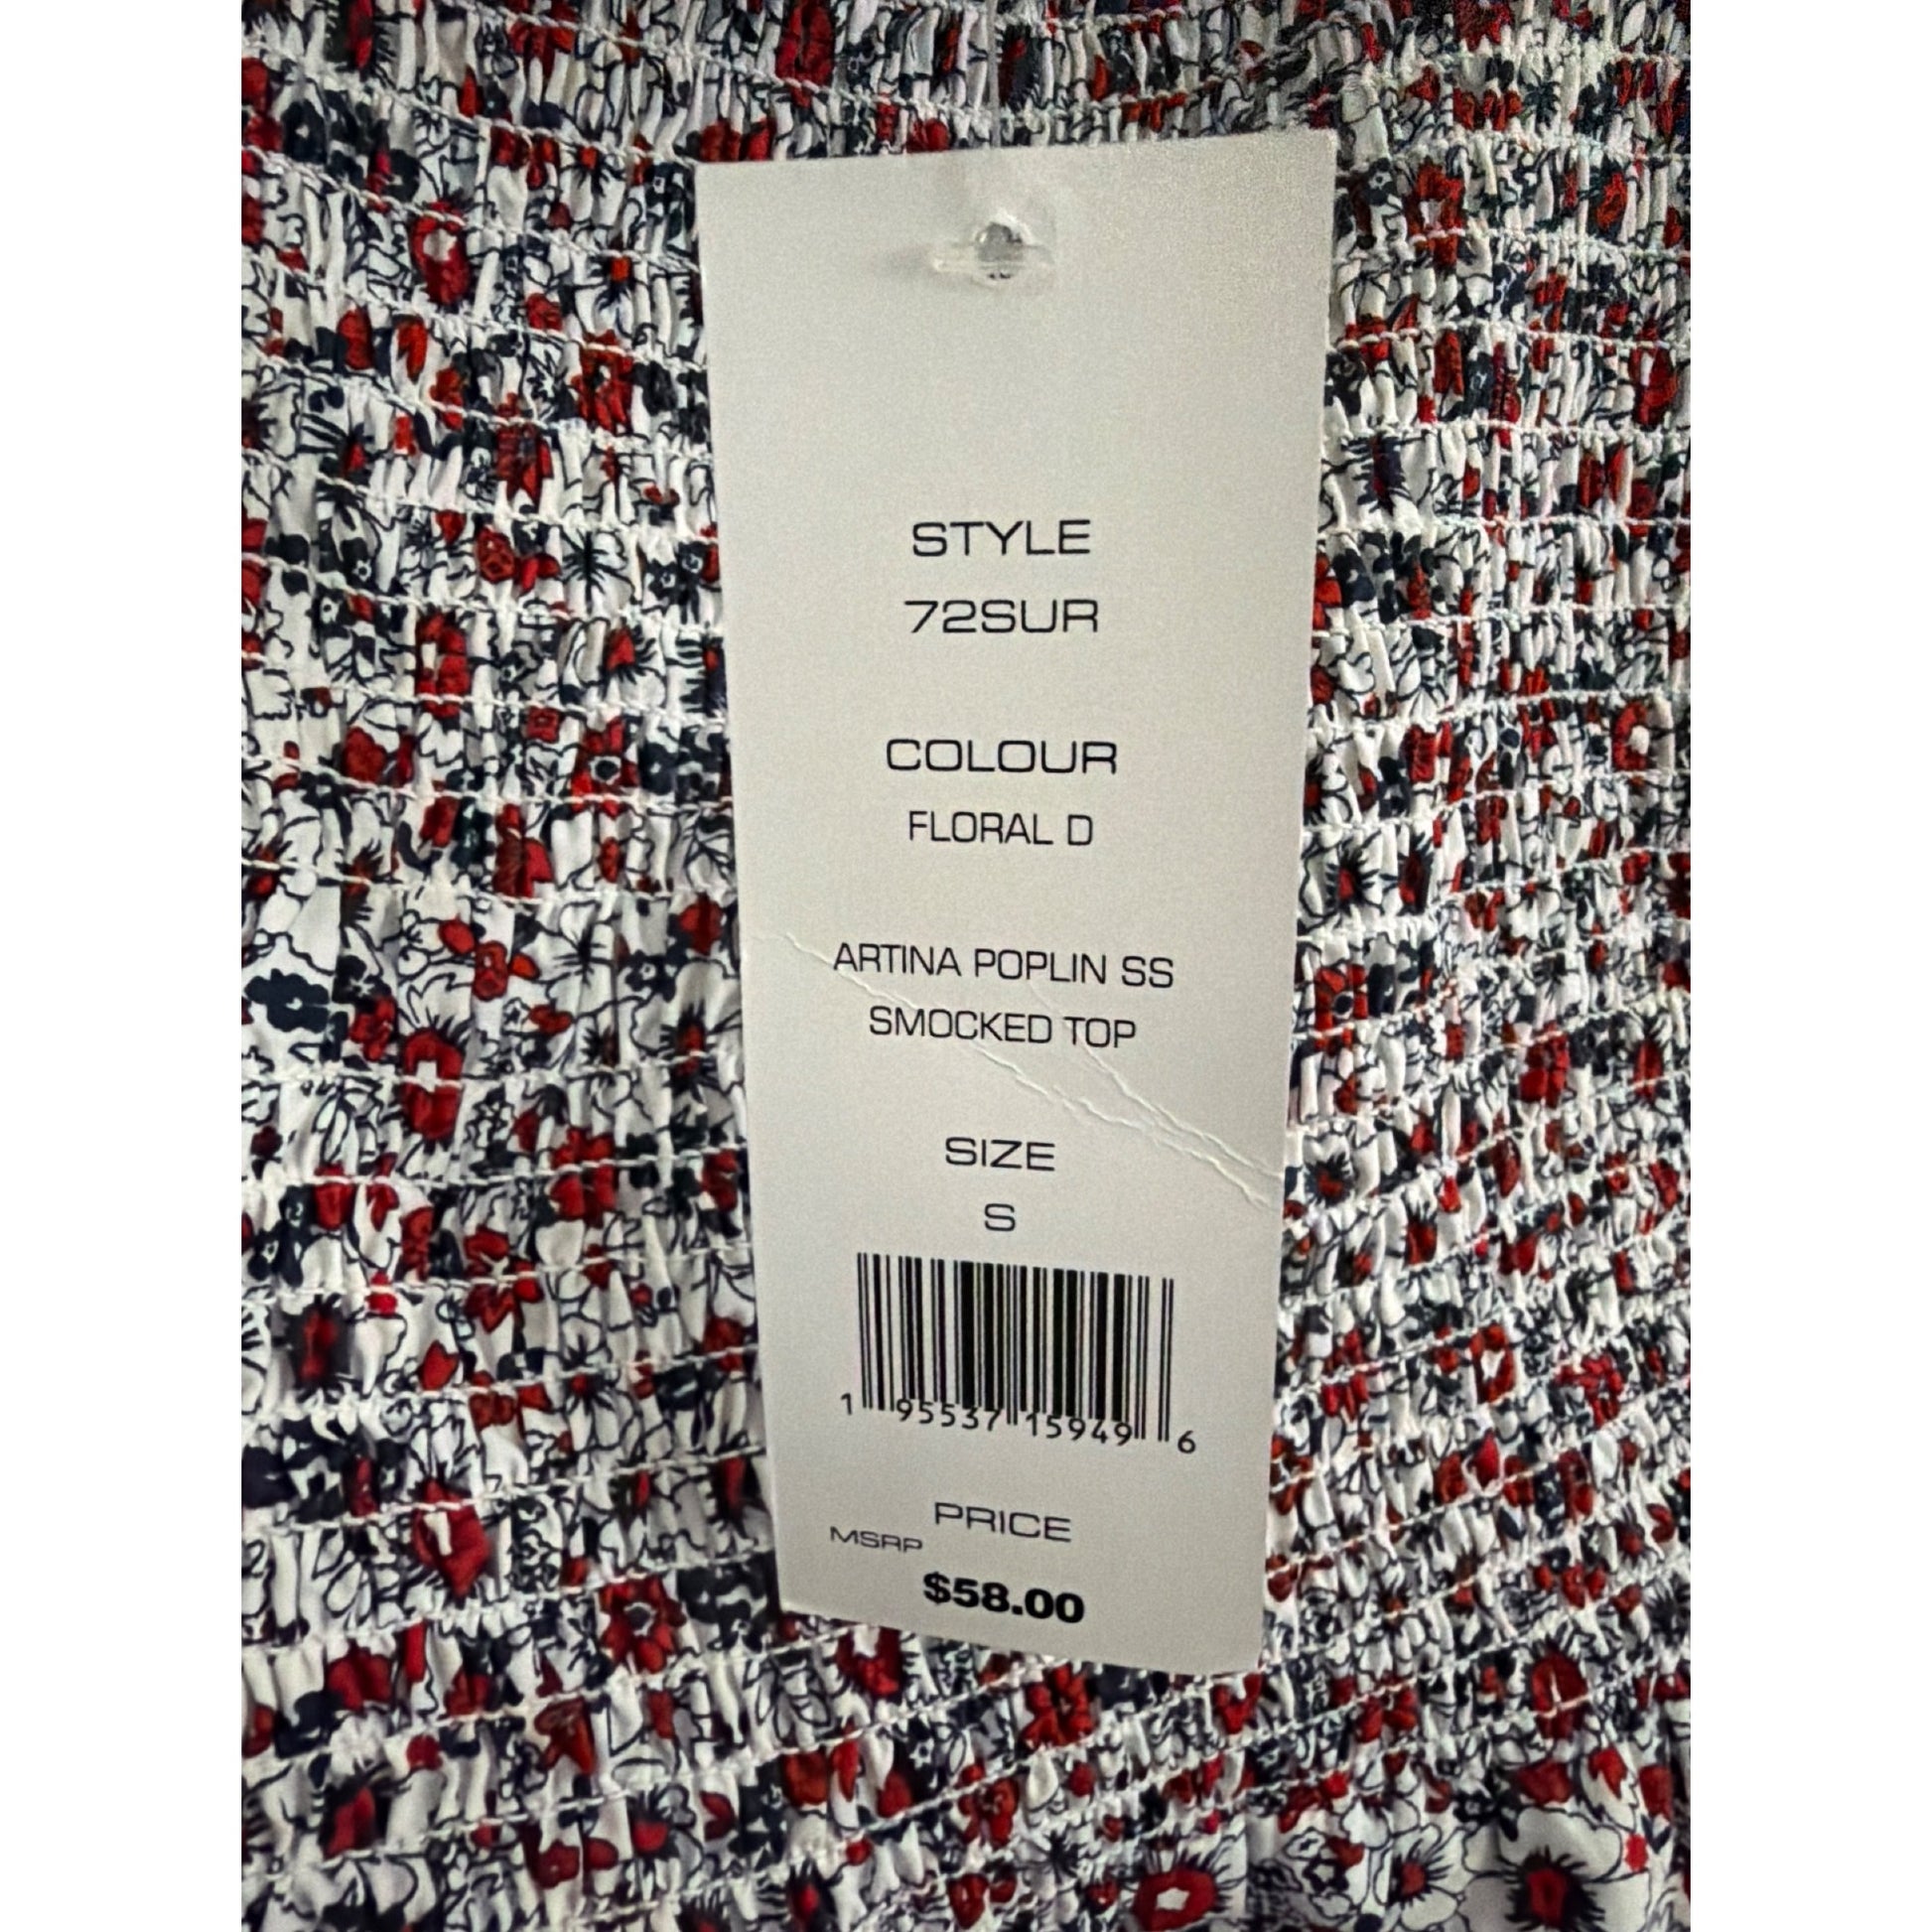 STYLE
72SUR
COLOUR
FLORAL D
ARTINA POPLIN SS
SMOCKED TOP
SIZE
S
1 95537 15949 6
PRICE
MSRP
$58.00